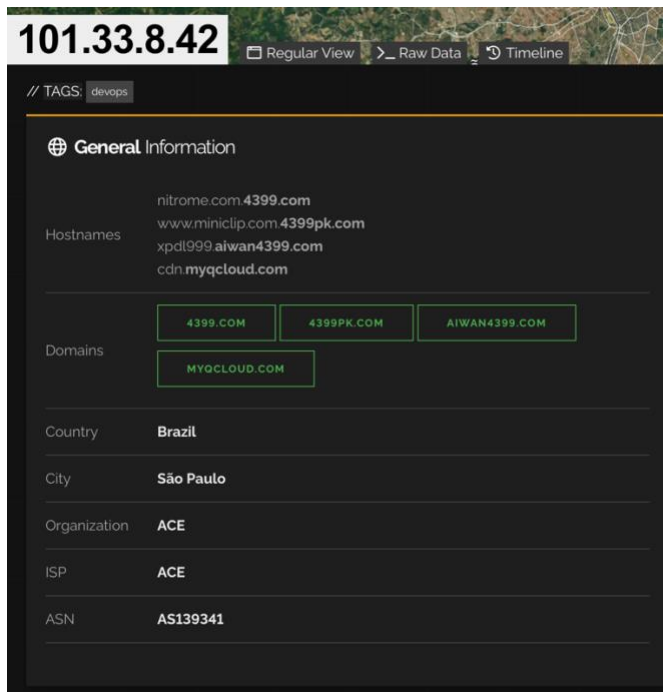 101.33.8.42
Regular View >_ Raw Data Timeline
// TAGS: devops
General Information
Hostnames
nitrome.com.4399.com
www.miniclip.com.4399pk.com
xpdl999.aiwan4399.com
cdn.myqcloud.com
Domains
4399.COM 4399PK.COM AIWAN4399.COM
MYQCLOUD.COM
Country Brazil
City São Paulo
Organization ACE
ISP ACE
ASN AS139341